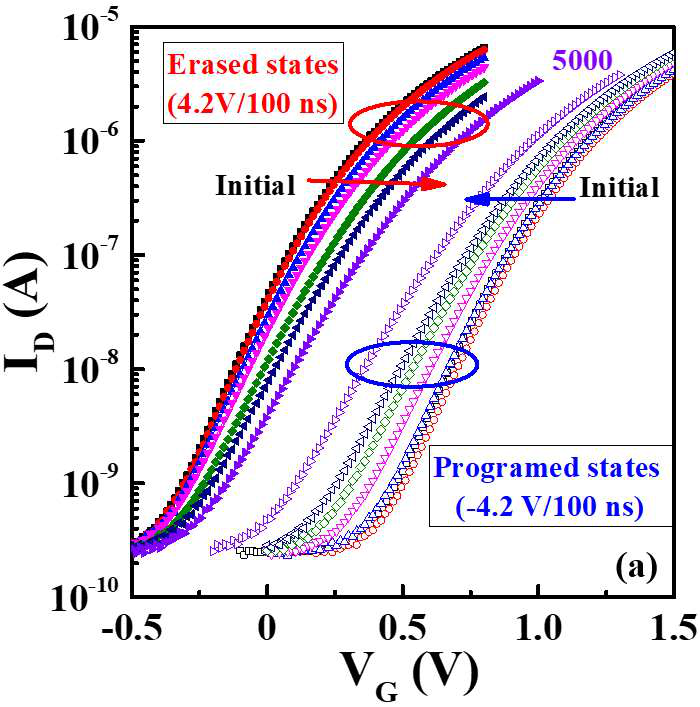 10⁻⁵
Erased states
(4.2V/100 ns)
5000
10⁻⁶
Initial
Initial
10⁻⁷
I_D (A)
10⁻⁸
10⁻⁹
Programed states
(-4.2 V/100 ns)
(a)
10⁻¹⁰
-0.5 0 0.5 1.0 1.5
V_G (V)